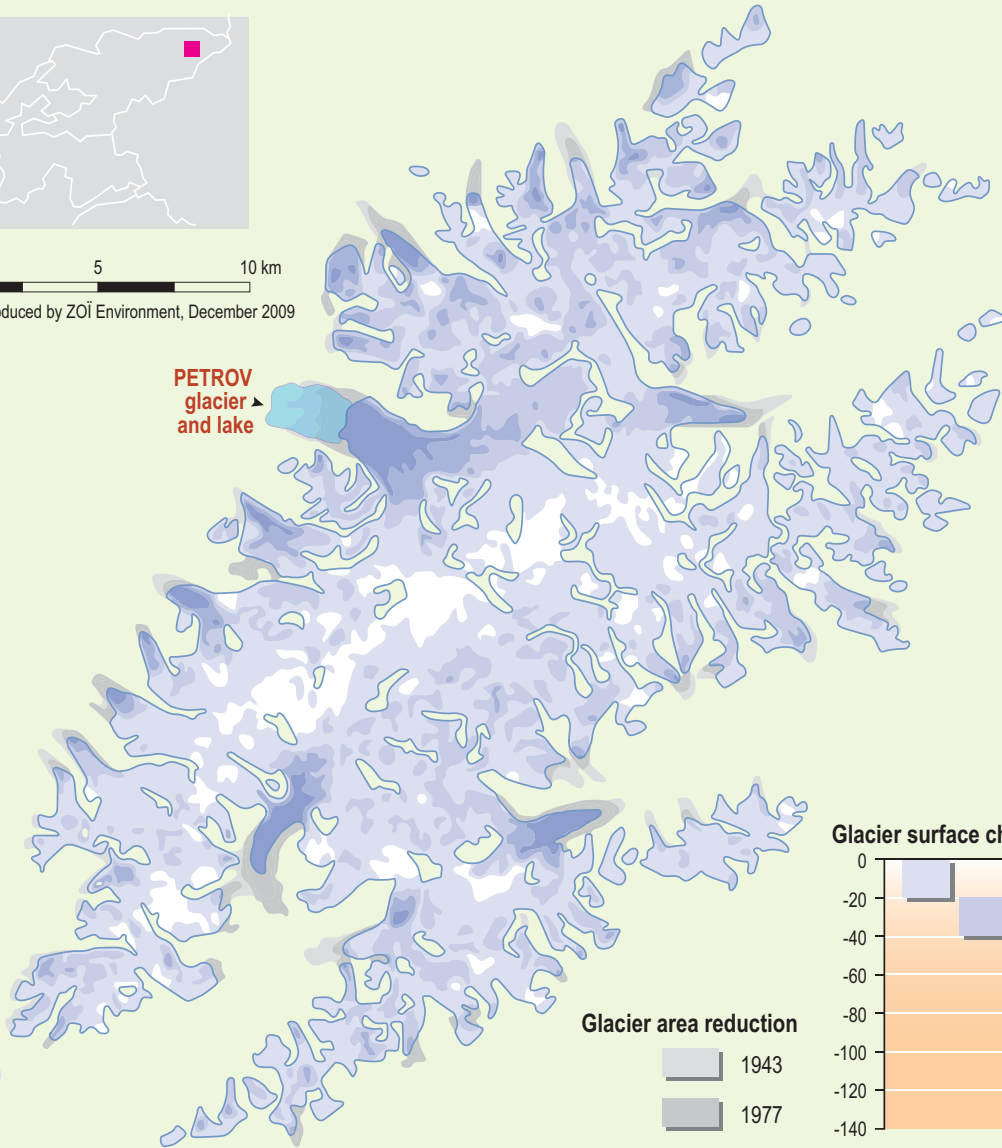 5
10 km
oduced by ZOÏ Environment, December 2009
PETROV
glacier
and lake
Glacier surface ch
0
-20
-40
-60
-80
-100
-120
-140
Glacier area reduction
1943
1977